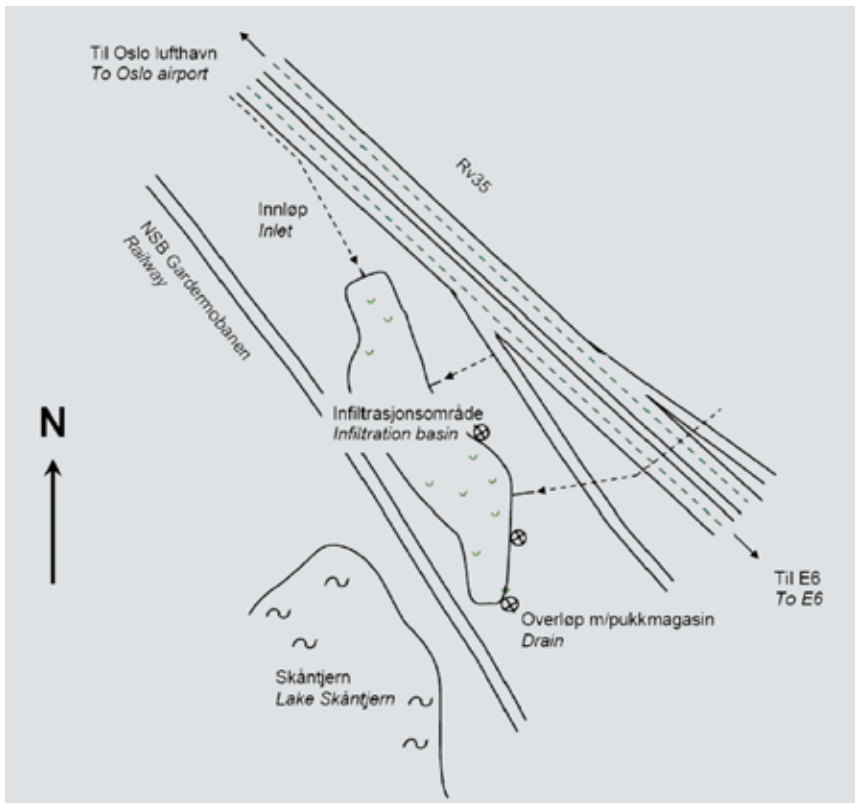 Til Oslo lufthavn
To Oslo airport
Rv35
Innløp
Inlet
NSB Gardermobanen
Railway
N
Infiltrasjonsområde
Infiltration basin
Til E6
To E6
Overløp m/pukkmagasin
Drain
Skåntjern
Lake Skåntjern